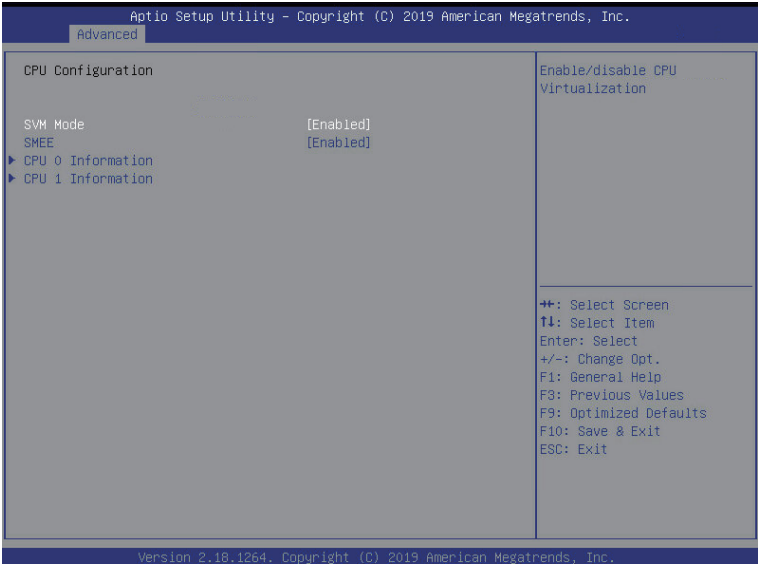 Aptio Setup Utility – Copyright (C) 2019 American Megatrends, Inc.
Advanced
CPU Configuration
SVM Mode [Enabled]
SMEE [Enabled]
CPU 0 Information
CPU 1 Information
Enable/disable CPU
Virtualization
→←: Select Screen
↑↓: Select Item
Enter: Select
+/-: Change Opt.
F1: General Help
F3: Previous Values
F9: Optimized Defaults
F10: Save & Exit
ESC: Exit
Version 2.18.1264. Copyright (C) 2019 American Megatrends, Inc.